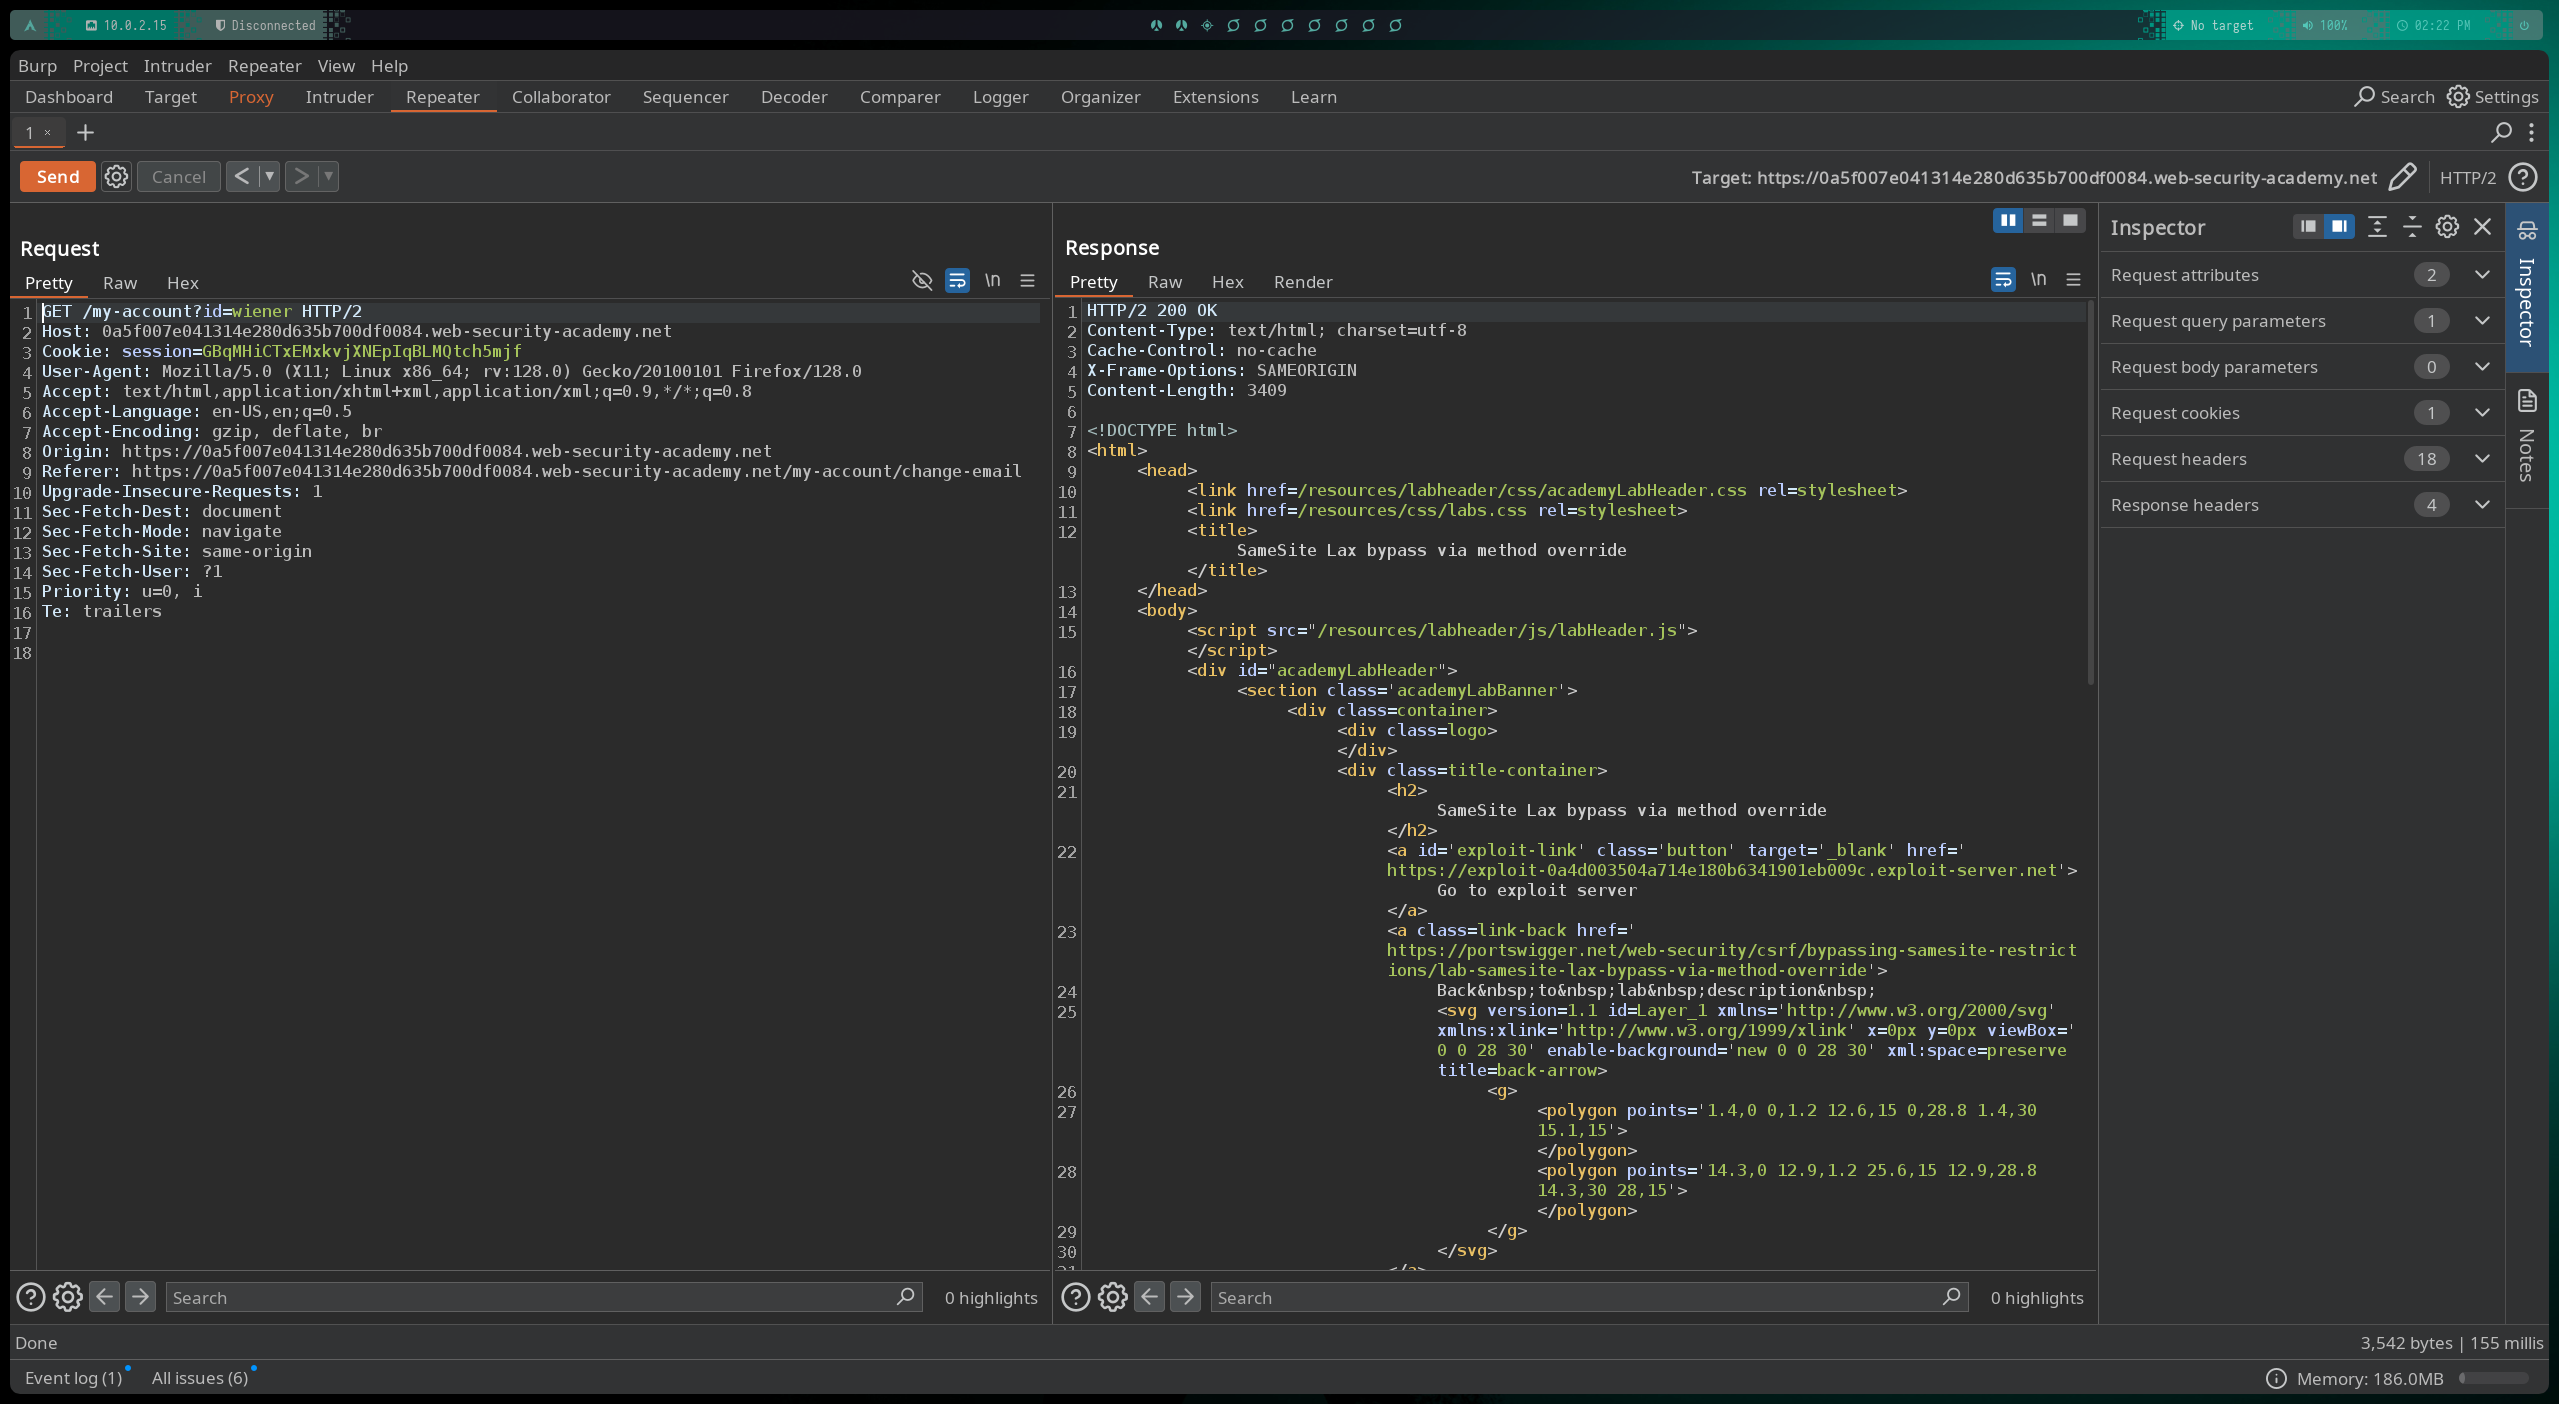 10.0.2.15 Disconnected No target 100% 02:22 PM
Burp Project Intruder Repeater View Help
Dashboard Target Proxy Intruder Repeater Collaborator Sequencer Decoder Comparer Logger Organizer Extensions Learn Search Settings
1 × +
Send Cancel < > Target: https://0a5f007e041314e280d635b700df0084.web-security-academy.net HTTP/2
Request
Pretty Raw Hex \n
1 GET /my-account?id=wiener HTTP/2
2 Host: 0a5f007e041314e280d635b700df0084.web-security-academy.net
3 Cookie: session=GBqMHiCTxEMxkvjXNEpIqBLMQtch5mjf
4 User-Agent: Mozilla/5.0 (X11; Linux x86_64; rv:128.0) Gecko/20100101 Firefox/128.0
5 Accept: text/html,application/xhtml+xml,application/xml;q=0.9,*/*;q=0.8
6 Accept-Language: en-US,en;q=0.5
7 Accept-Encoding: gzip, deflate, br
8 Origin: https://0a5f007e041314e280d635b700df0084.web-security-academy.net
9 Referer: https://0a5f007e041314e280d635b700df0084.web-security-academy.net/my-account/change-email
10 Upgrade-Insecure-Requests: 1
11 Sec-Fetch-Dest: document
12 Sec-Fetch-Mode: navigate
13 Sec-Fetch-Site: same-origin
14 Sec-Fetch-User: ?1
15 Priority: u=0, i
16 Te: trailers
17
18
Search 0 highlights
Response
Pretty Raw Hex Render \n
1 HTTP/2 200 OK
2 Content-Type: text/html; charset=utf-8
3 Cache-Control: no-cache
4 X-Frame-Options: SAMEORIGIN
5 Content-Length: 3409
6
7 <!DOCTYPE html>
8 <html>
9 <head>
10 <link href=/resources/labheader/css/academyLabHeader.css rel=stylesheet>
11 <link href=/resources/css/labs.css rel=stylesheet>
12 <title>
SameSite Lax bypass via method override
</title>
13 </head>
14 <body>
15 <script src="/resources/labheader/js/labHeader.js">
</script>
16 <div id="academyLabHeader">
17 <section class='academyLabBanner'>
18 <div class=container>
19 <div class=logo>
</div>
20 <div class=title-container>
21 <h2>
SameSite Lax bypass via method override
</h2>
22 <a id='exploit-link' class='button' target='_blank' href='
https://exploit-0a4d003504a714e180b6341901eb009c.exploit-server.net'>
Go to exploit server
</a>
23 <a class=link-back href='
https://portswigger.net/web-security/csrf/bypassing-samesite-restrict
ions/lab-samesite-lax-bypass-via-method-override'>
24 Back&nbsp;to&nbsp;lab&nbsp;description&nbsp;
25 <svg version=1.1 id=Layer_1 xmlns='http://www.w3.org/2000/svg'
xmlns:xlink='http://www.w3.org/1999/xlink' x=0px y=0px viewBox='
0 0 28 30' enable-background='new 0 0 28 30' xml:space=preserve
title=back-arrow>
26 <g>
27 <polygon points='1.4,0 0,1.2 12.6,15 0,28.8 1.4,30
15.1,15'>
</polygon>
28 <polygon points='14.3,0 12.9,1.2 25.6,15 12.9,28.8
14.3,30 28,15'>
</polygon>
29 </g>
30 </svg>
Search 0 highlights
Inspector
Request attributes 2
Request query parameters 1
Request body parameters 0
Request cookies 1
Request headers 18
Response headers 4
Inspector
Notes
Done 3,542 bytes | 155 millis
Event log (1) All issues (6) Memory: 186.0MB